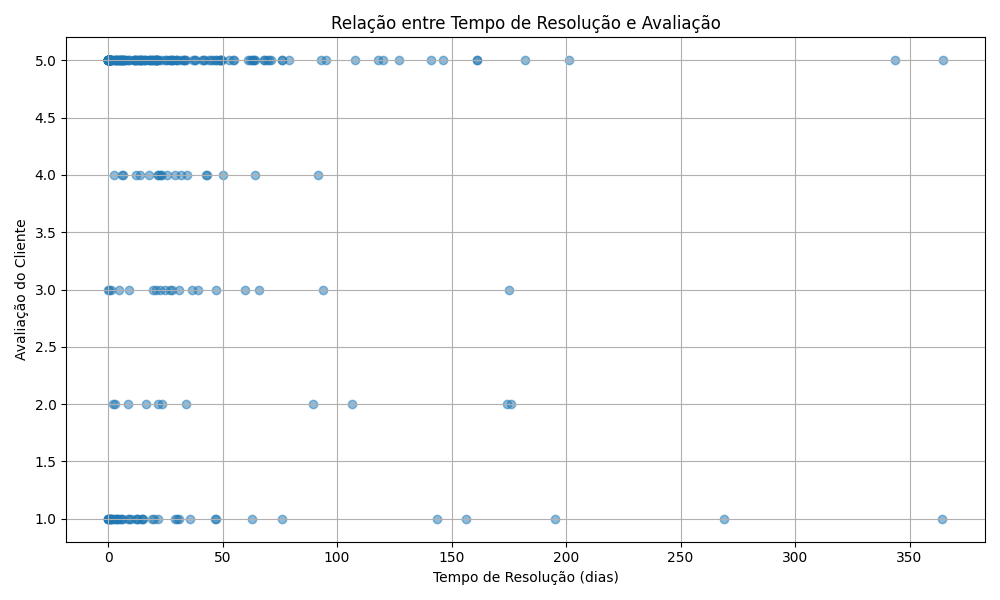 Relação entre Tempo de Resolução e Avaliação
5.0
4.5
4.0
3.5
3.0
2.5
2.0
1.5
1.0
Avaliação do Cliente
0 50 100 150 200 250 300 350
Tempo de Resolução (dias)